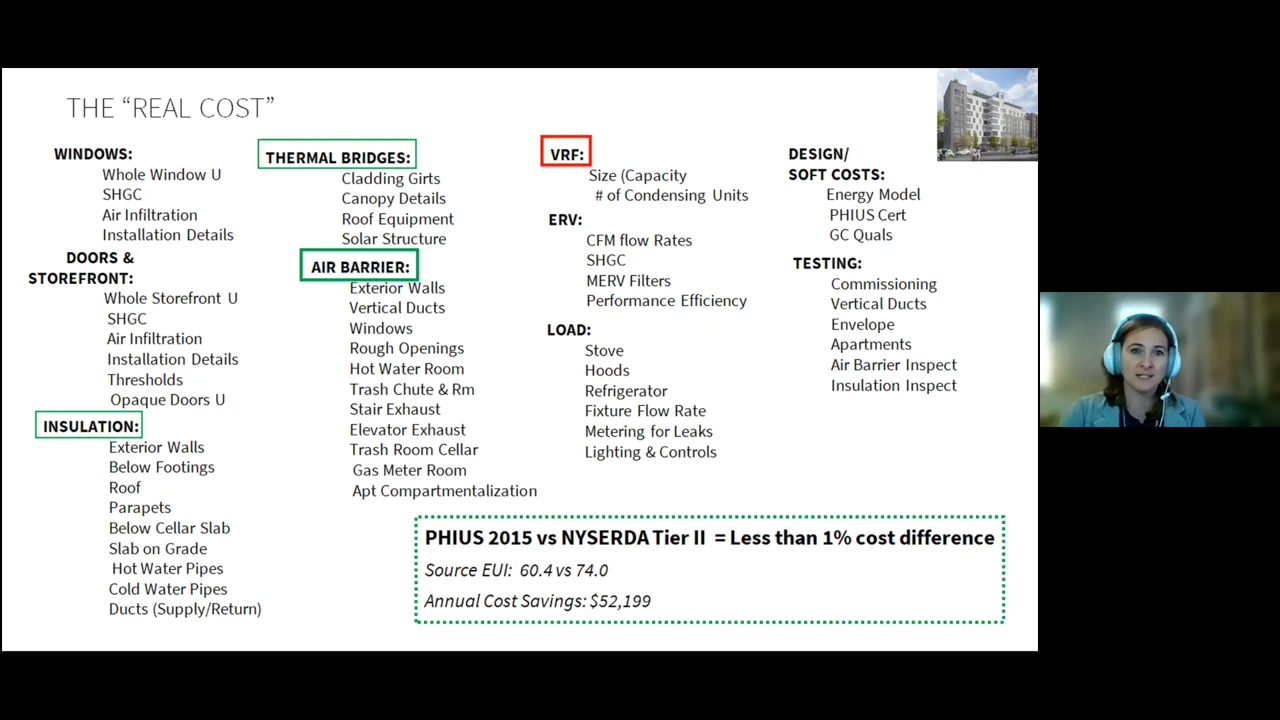 THE “REAL COST”
WINDOWS:
Whole Window U
SHGC
Air Infiltration
Installation Details
DOORS &
STOREFRONT:
Whole Storefront U
SHGC
Air Infiltration
Installation Details
Thresholds
Opaque Doors U
INSULATION:
Exterior Walls
Below Footings
Roof
Parapets
Below Cellar Slab
Slab on Grade
Hot Water Pipes
Cold Water Pipes
Ducts (Supply/Return)
THERMAL BRIDGES:
Cladding Girts
Canopy Details
Roof Equipment
Solar Structure
AIR BARRIER:
Exterior Walls
Vertical Ducts
Windows
Rough Openings
Hot Water Room
Trash Chute & Rm
Stair Exhaust
Elevator Exhaust
Trash Room Cellar
Gas Meter Room
Apt Compartmentalization
VRF:
Size (Capacity
# of Condensing Units
ERV:
CFM flow Rates
SHGC
MERV Filters
Performance Efficiency
LOAD:
Stove
Hoods
Refrigerator
Fixture Flow Rate
Metering for Leaks
Lighting & Controls
DESIGN/
SOFT COSTS:
Energy Model
PHIUS Cert
GC Quals
TESTING:
Commissioning
Vertical Ducts
Envelope
Apartments
Air Barrier Inspect
Insulation Inspect
PHIUS 2015 vs NYSERDA Tier II = Less than 1% cost difference
Source EUI: 60.4 vs 74.0
Annual Cost Savings: $52,199